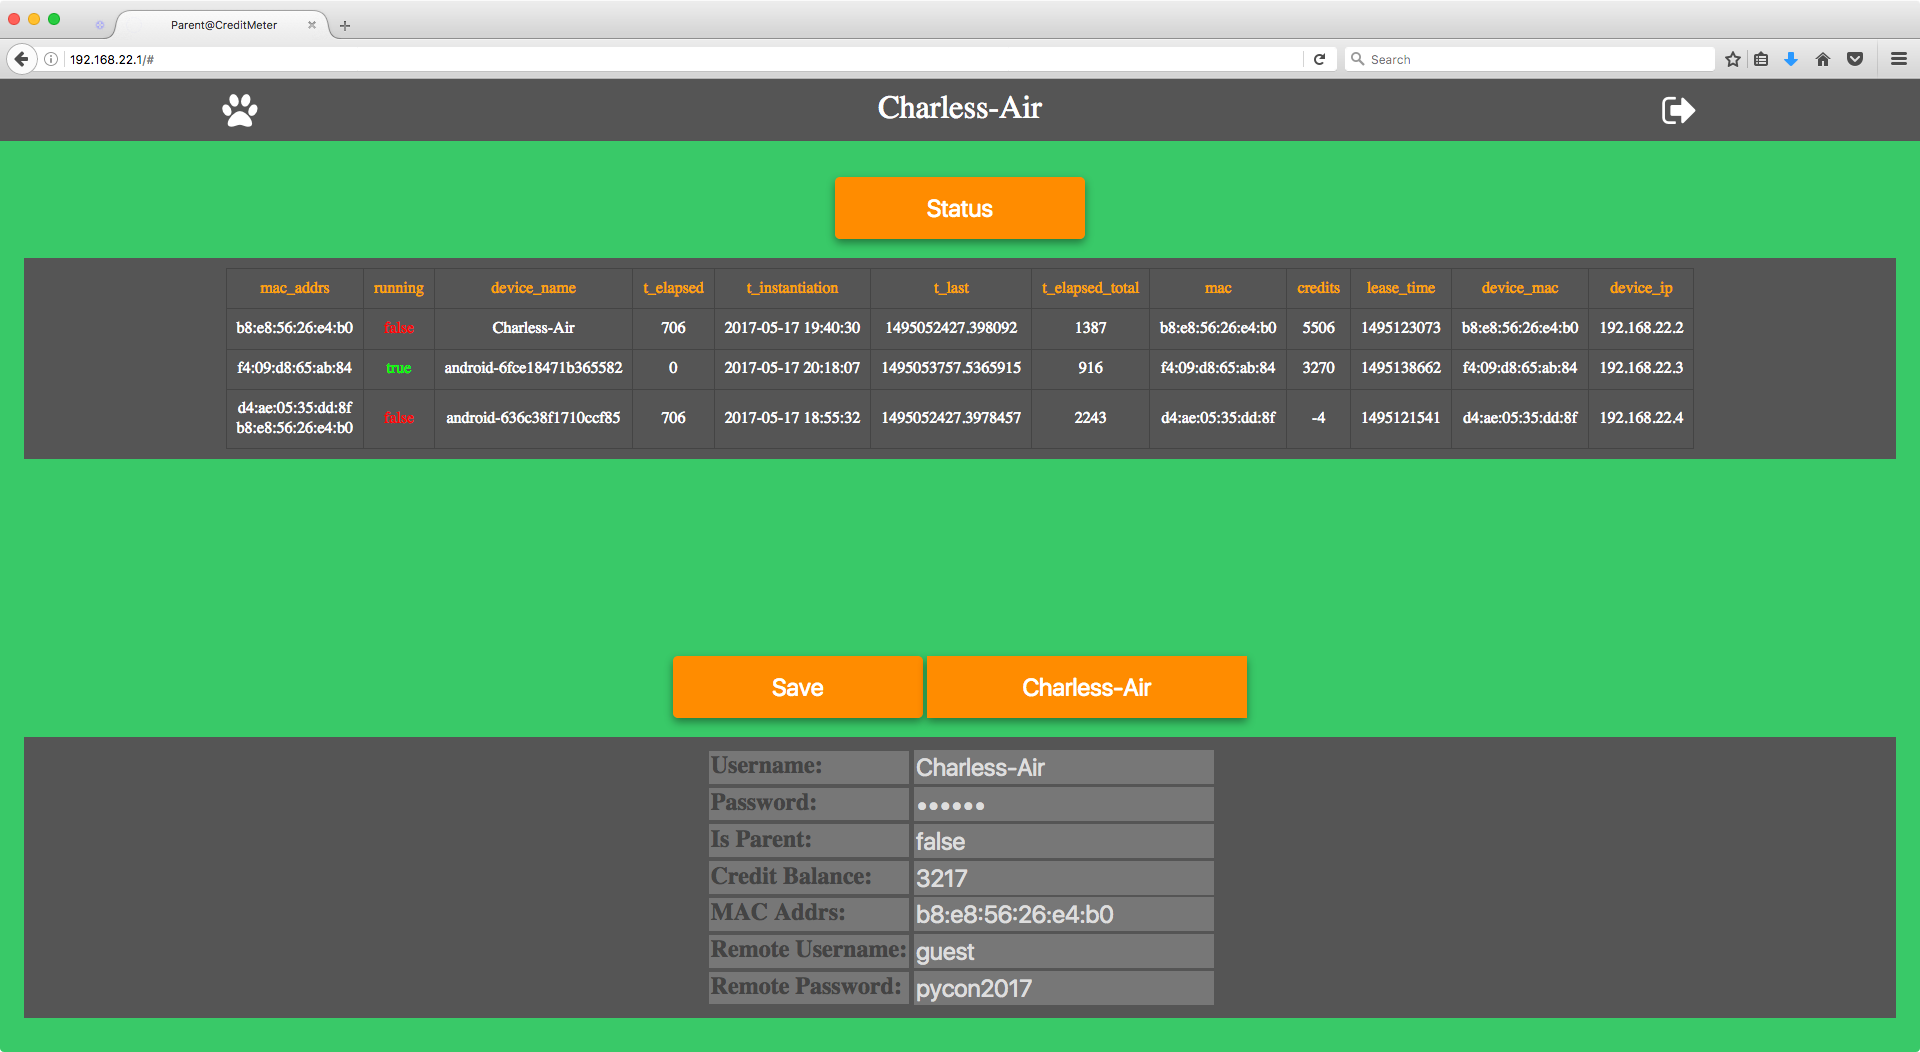 Parent@CreditMeter
192.168.22.1/#
Search
Charless-Air
Status
mac_addrs running device_name t_elapsed t_instantiation t_last t_elapsed_total mac credits lease_time device_mac device_ip
b8:e8:56:26:e4:b0 false Charless-Air 706 2017-05-17 19:40:30 1495052427.398092 1387 b8:e8:56:26:e4:b0 5506 1495123073 b8:e8:56:26:e4:b0 192.168.22.2
f4:09:d8:65:ab:84 true android-6fce18471b365582 0 2017-05-17 20:18:07 1495053757.5365915 916 f4:09:d8:65:ab:84 3270 1495138662 f4:09:d8:65:ab:84 192.168.22.3
d4:ae:05:35:dd:8f
b8:e8:56:26:e4:b0 false android-636c38f1710ccf85 706 2017-05-17 18:55:32 1495052427.3978457 2243 d4:ae:05:35:dd:8f -4 1495121541 d4:ae:05:35:dd:8f 192.168.22.4
Save Charless-Air
Username: Charless-Air
Password: ••••••
Is Parent: false
Credit Balance: 3217
MAC Addrs: b8:e8:56:26:e4:b0
Remote Username: guest
Remote Password: pycon2017